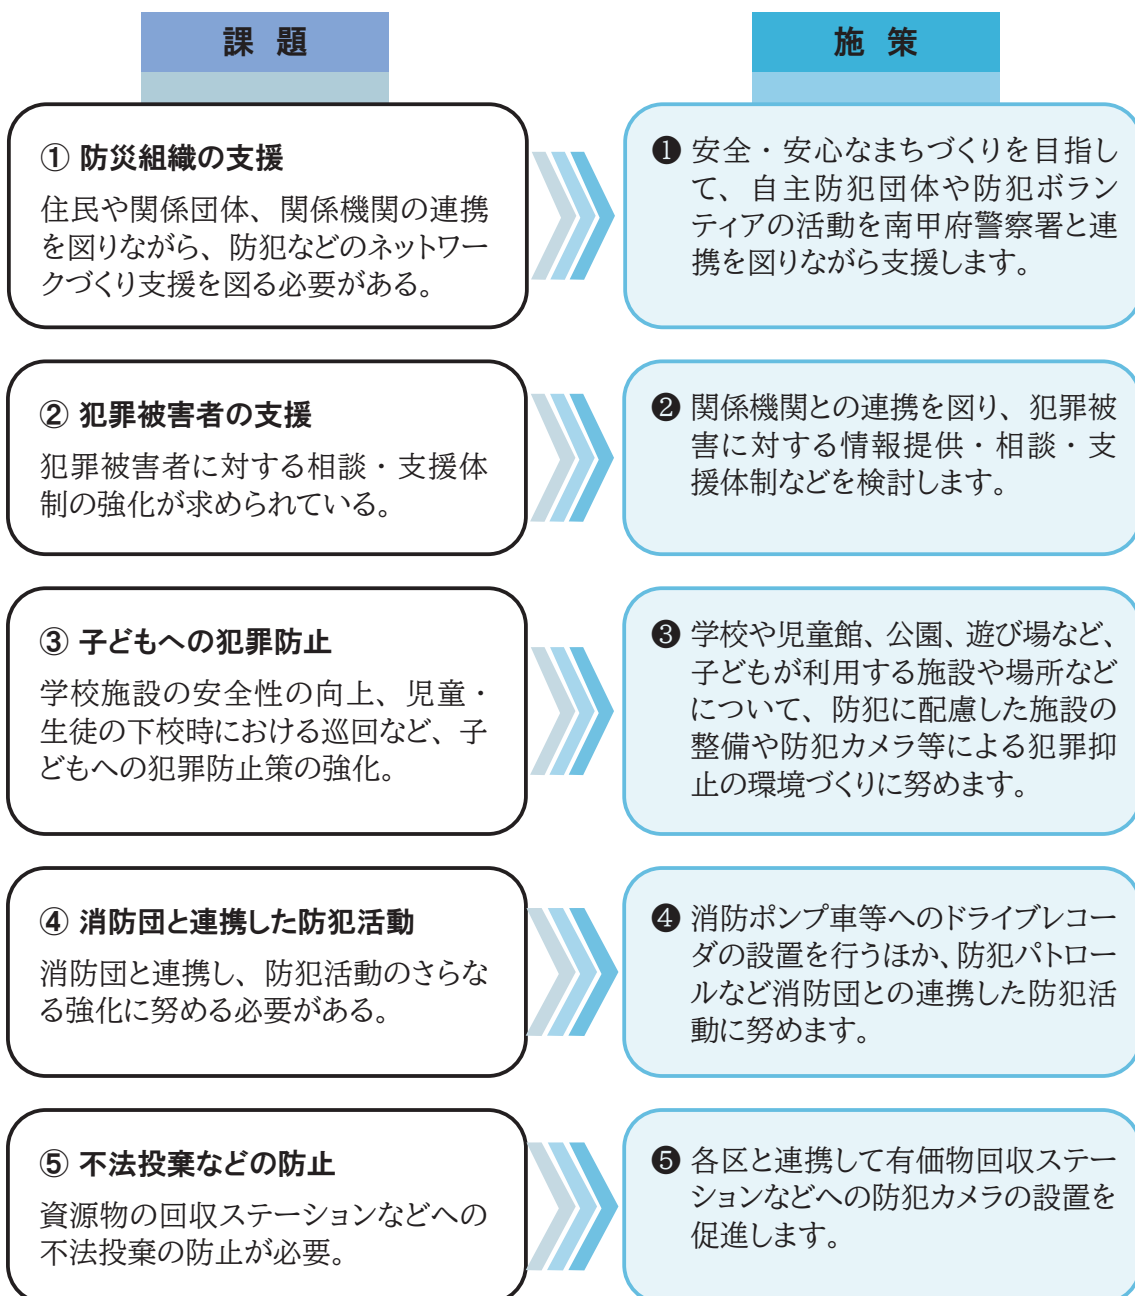 課題
施策
① 防災組織の支援
住民や関係団体、関係機関の連携
を図りながら、防犯などのネットワー
クづくり支援を図る必要がある。
❶ 安全・安心なまちづくりを目指し
て、自主防犯団体や防犯ボラン
ティアの活動を南甲府警察署と連
携を図りながら支援します。
② 犯罪被害者の支援
犯罪被害者に対する相談・支援体
制の強化が求められている。
❷ 関係機関との連携を図り、犯罪被
害に対する情報提供・相談・支
援体制などを検討します。
③ 子どもへの犯罪防止
学校施設の安全性の向上、児童・
生徒の下校時における巡回など、子
どもへの犯罪防止策の強化。
❸ 学校や児童館、公園、遊び場など、
子どもが利用する施設や場所など
について、防犯に配慮した施設の
整備や防犯カメラ等による犯罪抑
止の環境づくりに努めます。
④ 消防団と連携した防犯活動
消防団と連携し、防犯活動のさらな
る強化に努める必要がある。
❹ 消防ポンプ車等へのドライブレコー
ダの設置を行うほか、防犯パトロー
ルなど消防団との連携した防犯活
動に努めます。
⑤ 不法投棄などの防止
資源物の回収ステーションなどへの
不法投棄の防止が必要。
❺ 各区と連携して有価物回収ステー
ションなどへの防犯カメラの設置を
促進します。